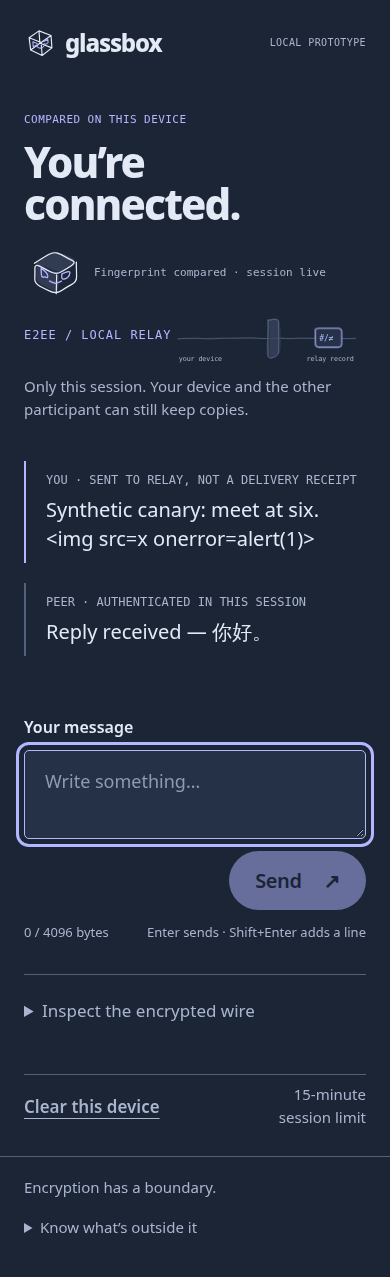 glassbox
LOCAL PROTOTYPE
COMPARED ON THIS DEVICE
You’re
connected.
Fingerprint compared · session live
E2EE / LOCAL RELAY
#/≠
your device
relay record
Only this session. Your device and the other
participant can still keep copies.
YOU · SENT TO RELAY, NOT A DELIVERY RECEIPT
Synthetic canary: meet at six.
<img src=x onerror=alert(1)>
PEER · AUTHENTICATED IN THIS SESSION
Reply received — 你好。
Your message
Write something…
Send ↗
0 / 4096 bytes
Enter sends · Shift+Enter adds a line
▶ Inspect the encrypted wire
Clear this device
15-minute
session limit
Encryption has a boundary.
▶ Know what’s outside it